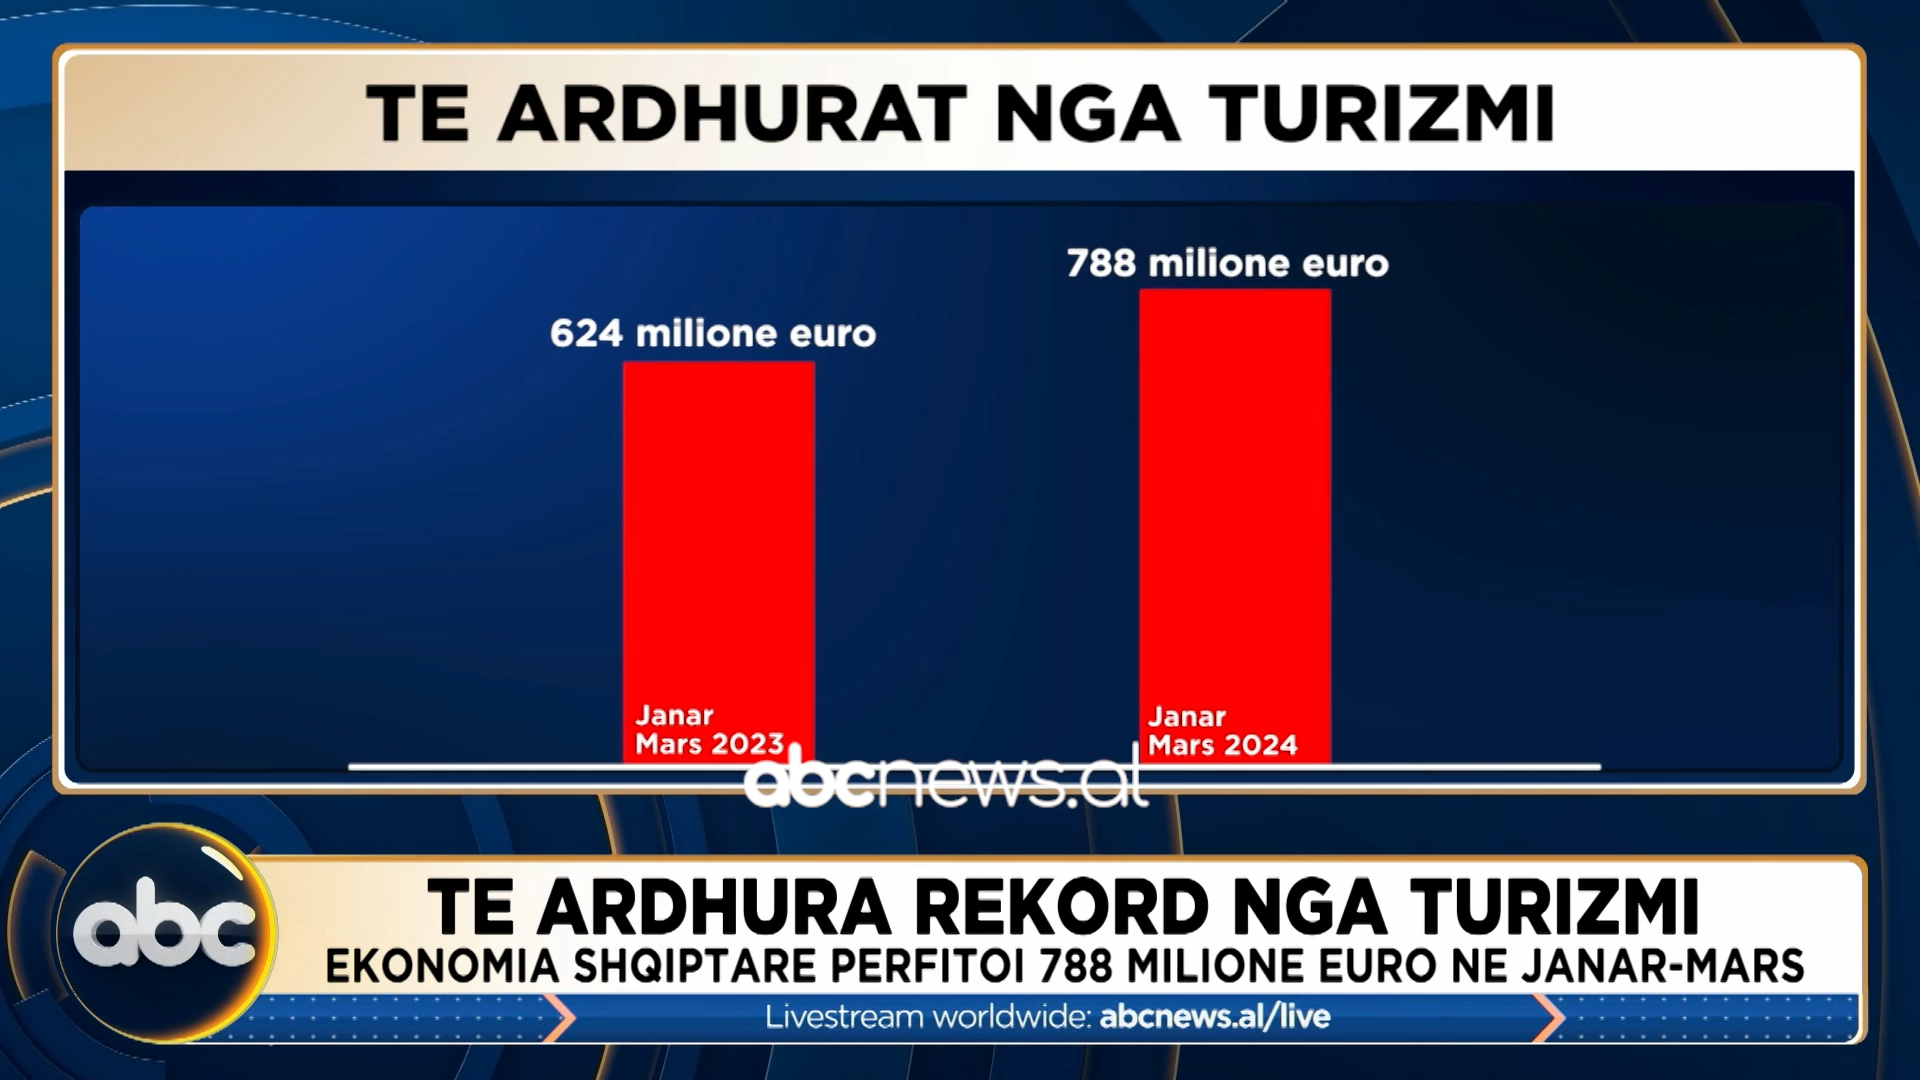 TE ARDHURAT NGA TURIZMI
788 milione euro
624 milione euro
Janar
Mars 2023
Janar
Mars 2024
abcnews.al
abc
TE ARDHURA REKORD NGA TURIZMI
EKONOMIA SHQIPTARE PERFITOI 788 MILIONE EURO NE JANAR-MARS
Livestream worldwide: abcnews.al/live